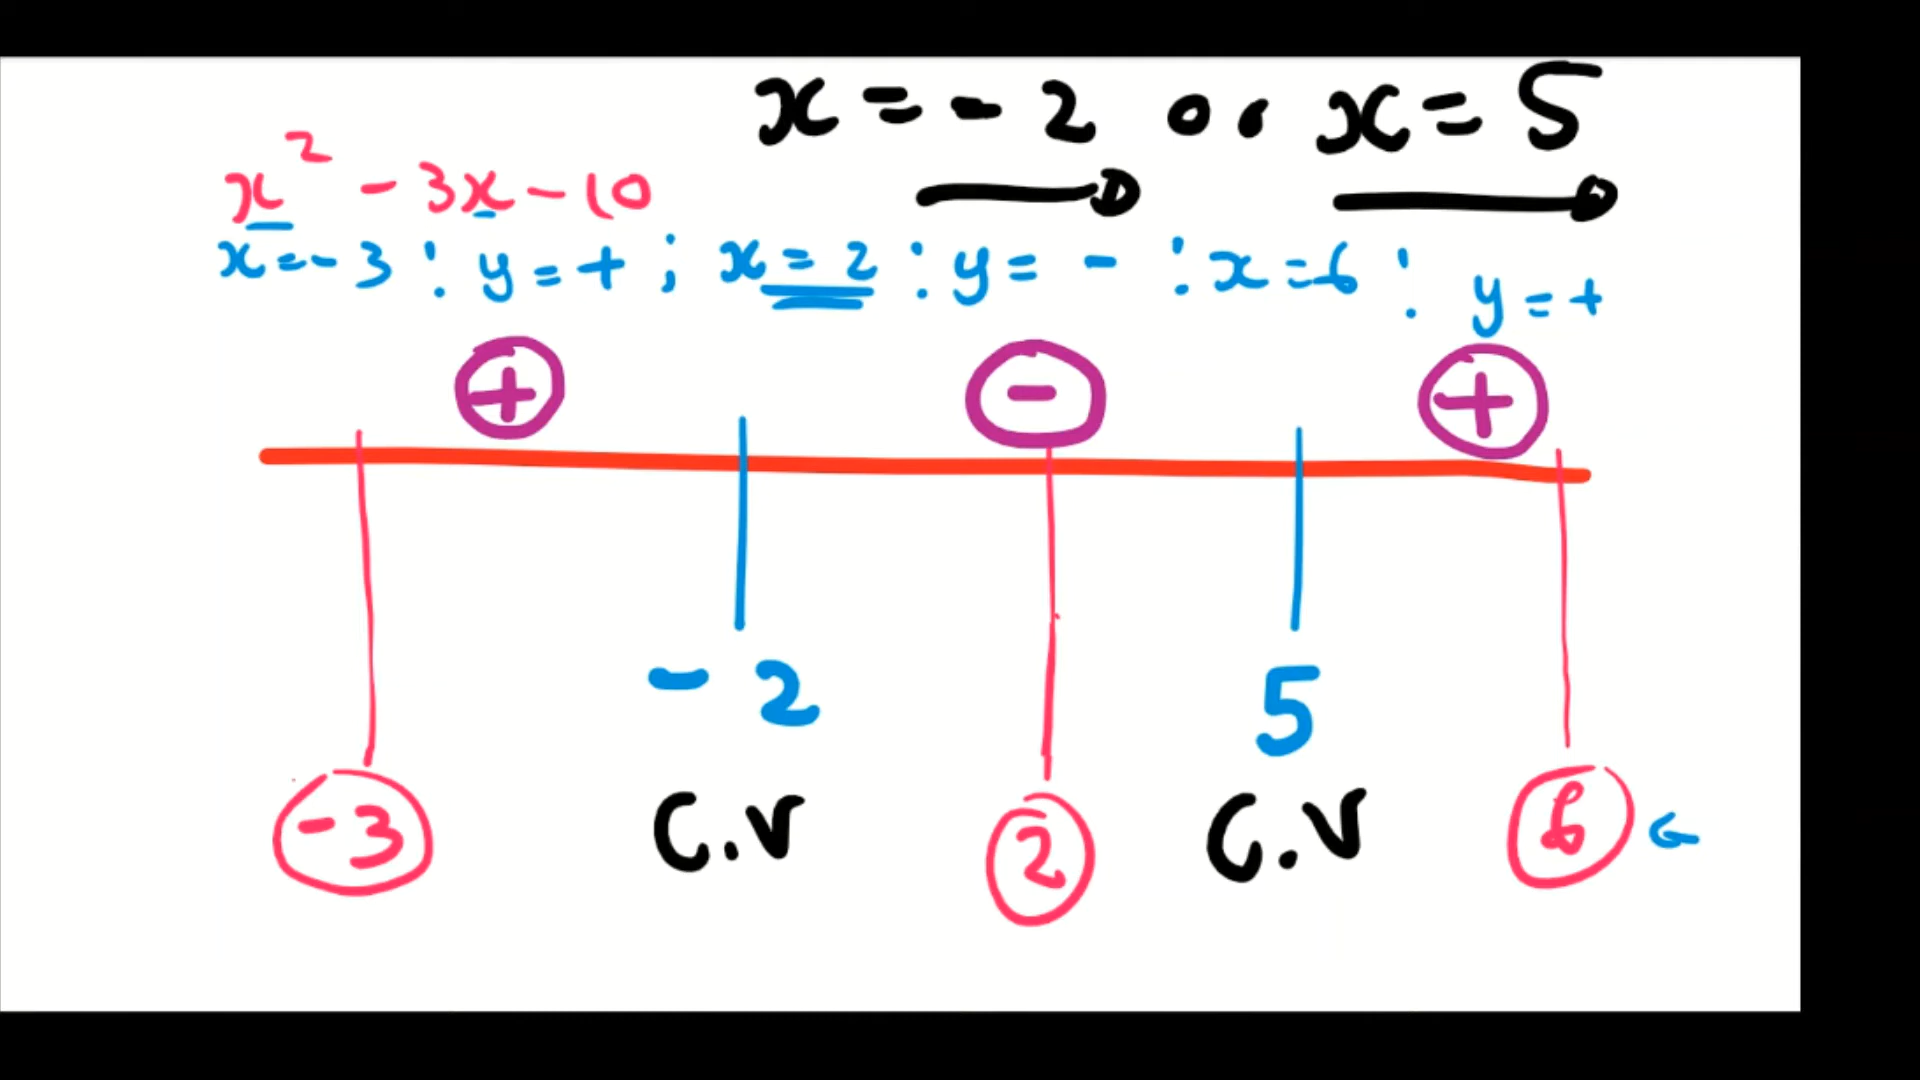 x = - 2 or x = 5
x² - 3x - 10
x = - 3 : y = + ; x = 2 : y = - : x = 6 : y = +
+ - +
- 2 5
-3 C.V 2 C.V 6